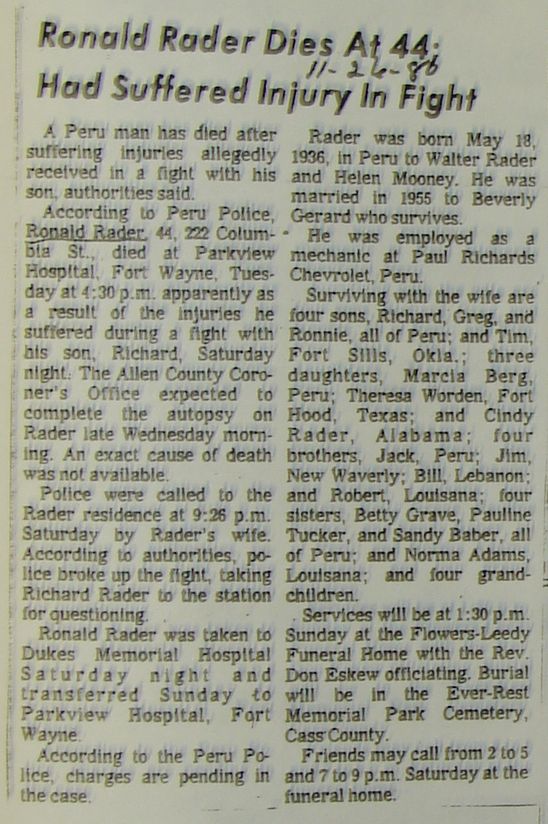 Ronald Rader Dies At 44;
11-26-80
Had Suffered Injury In Fight
A Peru man has died after
suffering injuries allegedly
received in a fight with his
son, authorities said.
According to Peru Police,
Ronald Rader, 44, 222 Colum-
bia St., died at Parkview
Hospital, Fort Wayne, Tues-
day at 4:30 p.m. apparently as
a result of the injuries he
suffered during a fight with
his son, Richard, Saturday
night. The Allen County Coro-
ner's Office expected to
complete the autopsy on
Rader late Wednesday morn-
ing. An exact cause of death
was not available.
Police were called to the
Rader residence at 9:26 p.m.
Saturday by Rader's wife.
According to authorities, po-
lice broke up the fight, taking
Richard Rader to the station
for questioning.
Ronald Rader was taken to
Dukes Memorial Hospital
Saturday night and
transferred Sunday to
Parkview Hospital, Fort
Wayne.
According to the Peru Po-
lice, charges are pending in
the case.
Rader was born May 18,
1936, in Peru to Walter Rader
and Helen Mooney. He was
married in 1955 to Beverly
Gerard who survives.
He was employed as a
mechanic at Paul Richards
Chevrolet, Peru.
Surviving with the wife are
four sons, Richard, Greg, and
Ronnie, all of Peru; and Tim,
Fort Sills, Okla.; three
daughters, Marcia Berg,
Peru; Theresa Worden, Fort
Hood, Texas; and Cindy
Rader, Alabama; four
brothers, Jack, Peru; Jim,
New Waverly; Bill, Lebanon;
and Robert, Louisana; four
sisters, Betty Grave, Pauline
Tucker, and Sandy Baber, all
of Peru; and Norma Adams,
Louisana; and four grand-
children.
Services will be at 1:30 p.m.
Sunday at the Flowers-Leedy
Funeral Home with the Rev.
Don Eskew officiating. Burial
will be in the Ever-Rest
Memorial Park Cemetery,
Cass County.
Friends may call from 2 to 5
and 7 to 9 p.m. Saturday at the
funeral home.